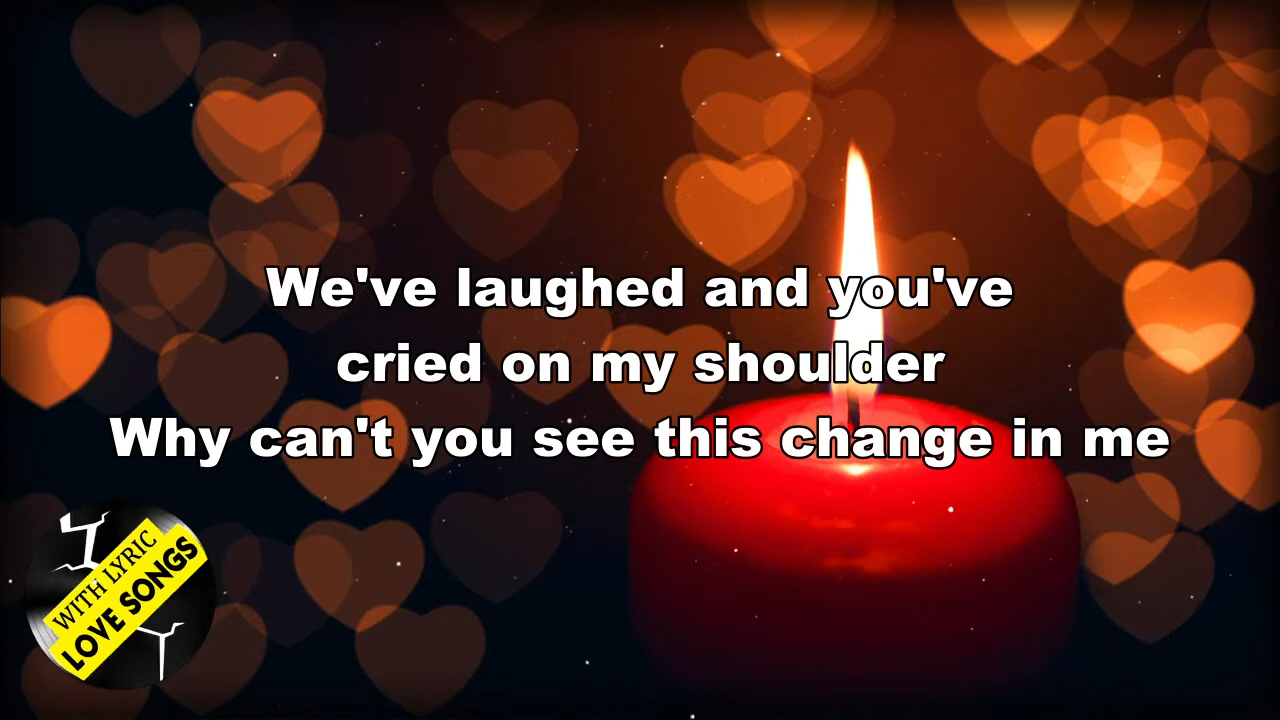 We've laughed and you've
cried on my shoulder
Why can't you see this change in me
WITH LYRIC
LOVE SONGS